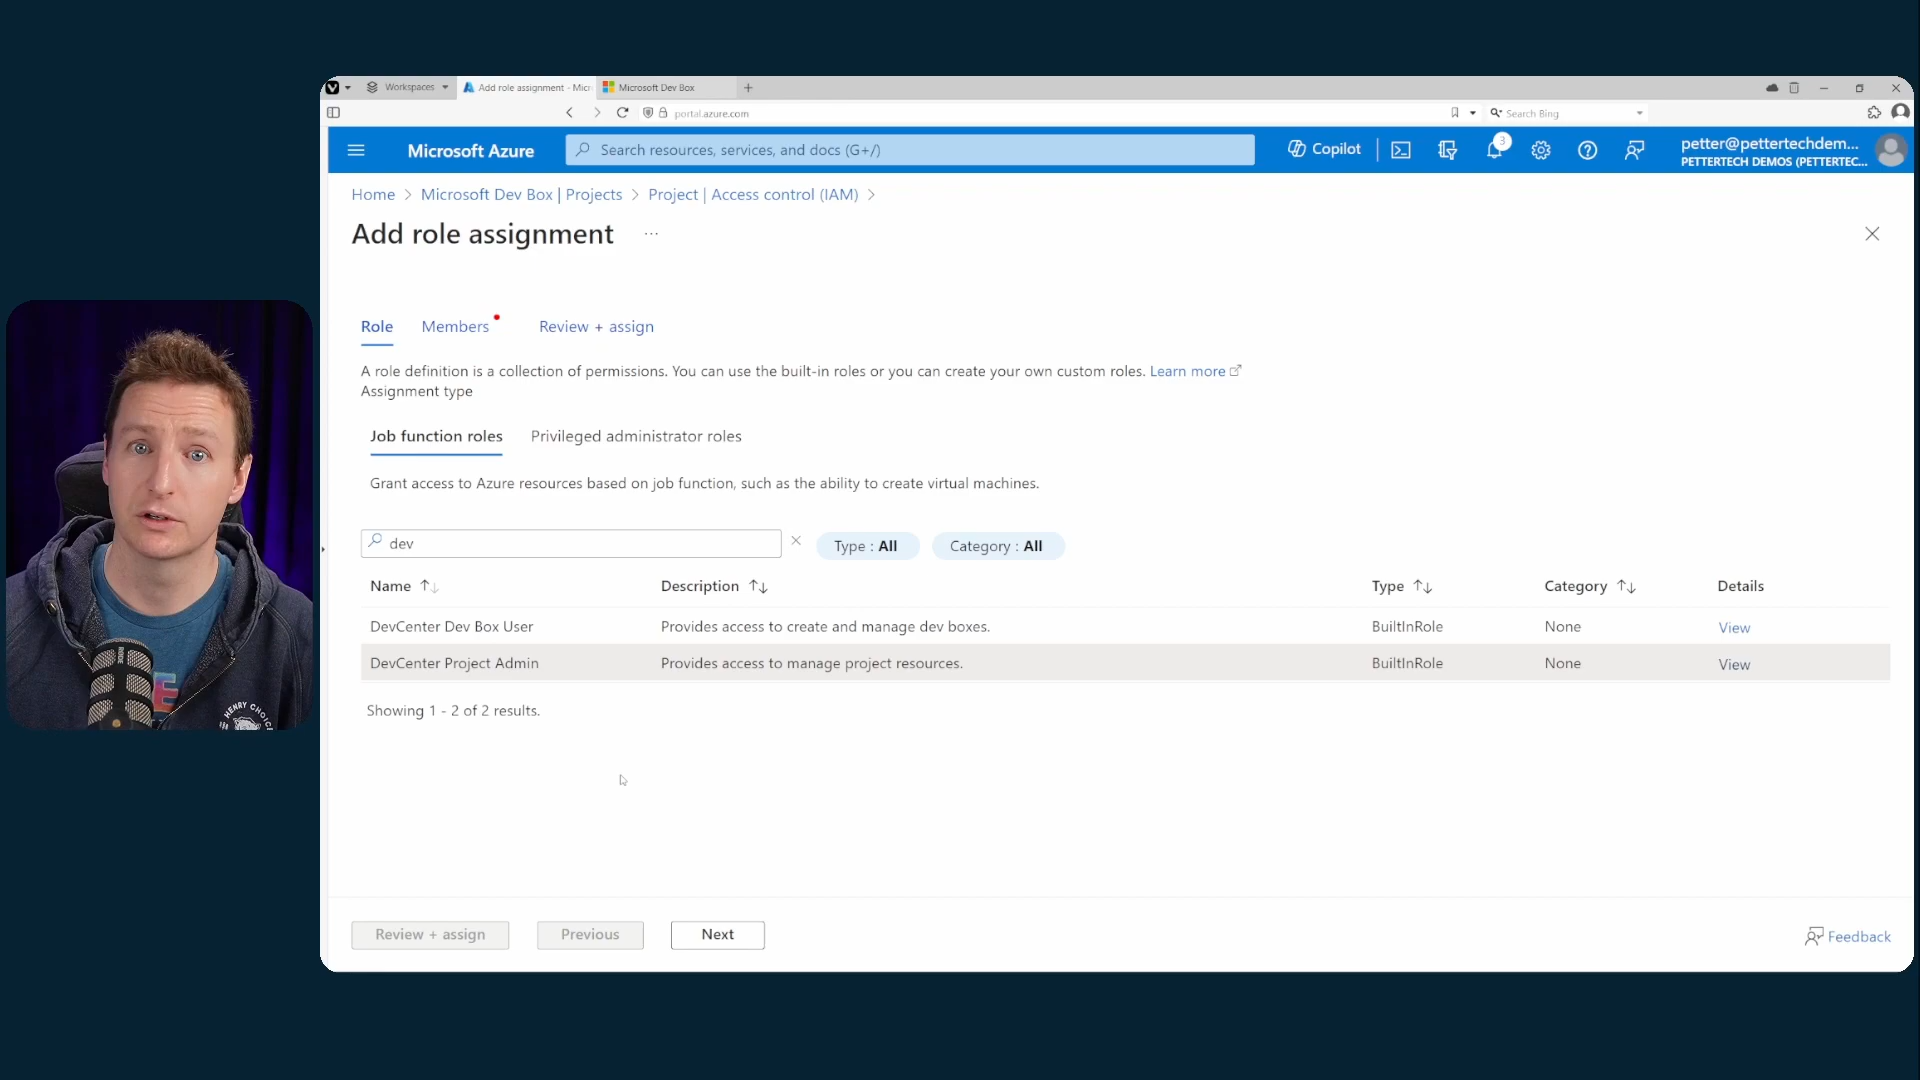 Workspaces
Add role assignment - Micr
Microsoft Dev Box
portal.azure.com
Search Bing
Microsoft Azure
Search resources, services, and docs (G+/)
Copilot
3
petter@pettertechdem...
PETTERTECH DEMOS (PETTERTEC...
Home > Microsoft Dev Box | Projects > Project | Access control (IAM) >
Add role assignment ...
Role Members Review + assign
A role definition is a collection of permissions. You can use the built-in roles or you can create your own custom roles. Learn more
Assignment type
Job function roles Privileged administrator roles
Grant access to Azure resources based on job function, such as the ability to create virtual machines.
dev
Type : All
Category : All
Name Description Type Category Details
DevCenter Dev Box User Provides access to create and manage dev boxes. BuiltInRole None View
DevCenter Project Admin Provides access to manage project resources. BuiltInRole None View
Showing 1 - 2 of 2 results.
Review + assign Previous Next
Feedback
RODE
HENRY CHOICE